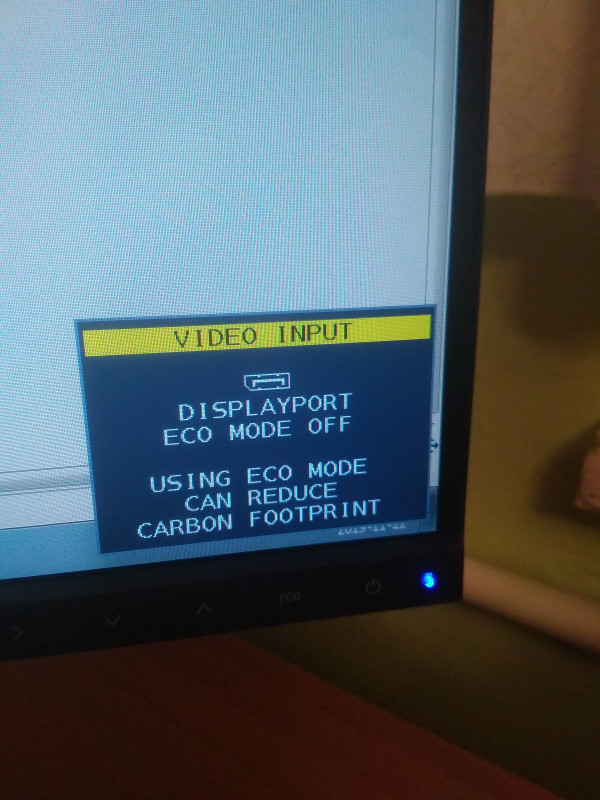 VIDEO INPUT
DISPLAYPORT
ECO MODE OFF
USING ECO MODE
CAN REDUCE
CARBON FOOTPRINT
ECO